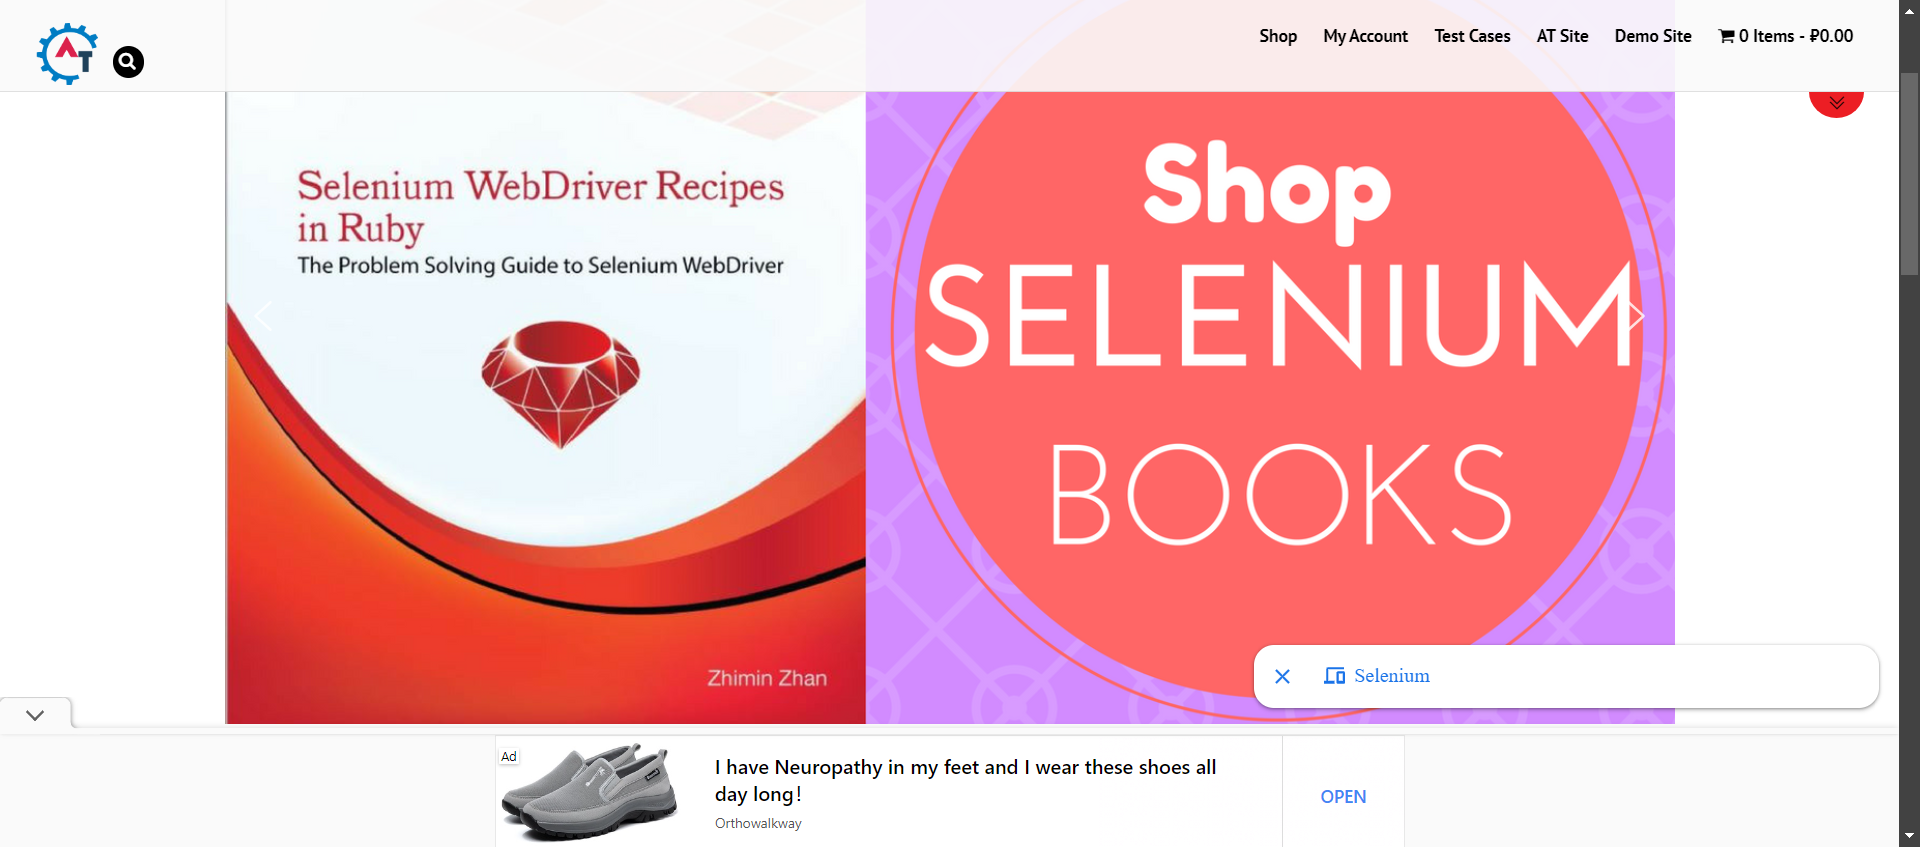 AT
Shop
My Account
Test Cases
AT Site
Demo Site
0 Items - ₽0.00
Selenium WebDriver Recipes
in Ruby
The Problem Solving Guide to Selenium WebDriver
Zhimin Zhan
Shop
SELENIUM
BOOKS
Selenium
Ad
I have Neuropathy in my feet and I wear these shoes all
day long!
Orthowalkway
OPEN